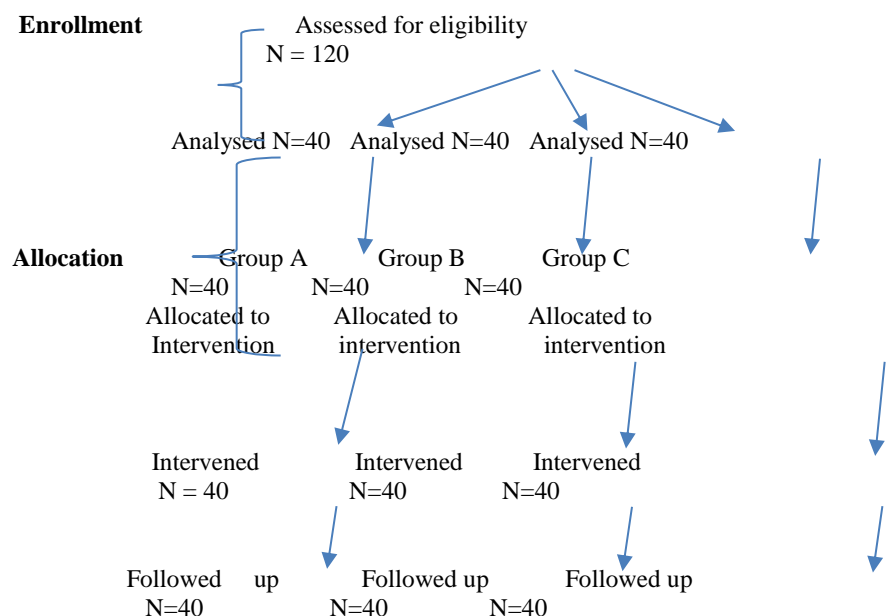 Enrollment Assessed for eligibility
N = 120
Analysed N=40 Analysed N=40 Analysed N=40
Allocation Group A Group B Group C
N=40 N=40 N=40
Allocated to Allocated to Allocated to
Intervention intervention intervention
Intervened Intervened Intervened
N = 40 N=40 N=40
Followed up Followed up Followed up
N=40 N=40 N=40